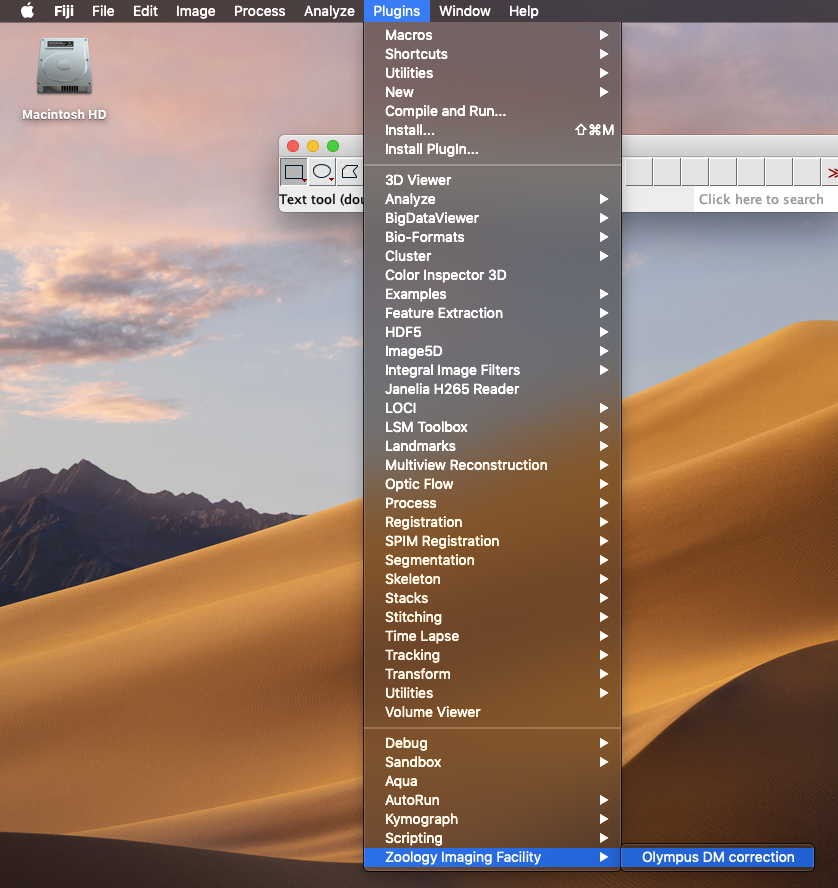 Fiji File Edit Image Process Analyze Plugins Window Help
Macintosh HD
Text tool (dou
Click here to search
Macros
Shortcuts
Utilities
New
Compile and Run...
Install... ⇧⌘M
Install PlugIn...
3D Viewer
Analyze
BigDataViewer
Bio-Formats
Cluster
Color Inspector 3D
Examples
Feature Extraction
HDF5
Image5D
Integral Image Filters
Janelia H265 Reader
LOCI
LSM Toolbox
Landmarks
Multiview Reconstruction
Optic Flow
Process
Registration
SPIM Registration
Segmentation
Skeleton
Stacks
Stitching
Time Lapse
Tracking
Transform
Utilities
Volume Viewer
Debug
Sandbox
Aqua
AutoRun
Kymograph
Scripting
Zoology Imaging Facility
Olympus DM correction